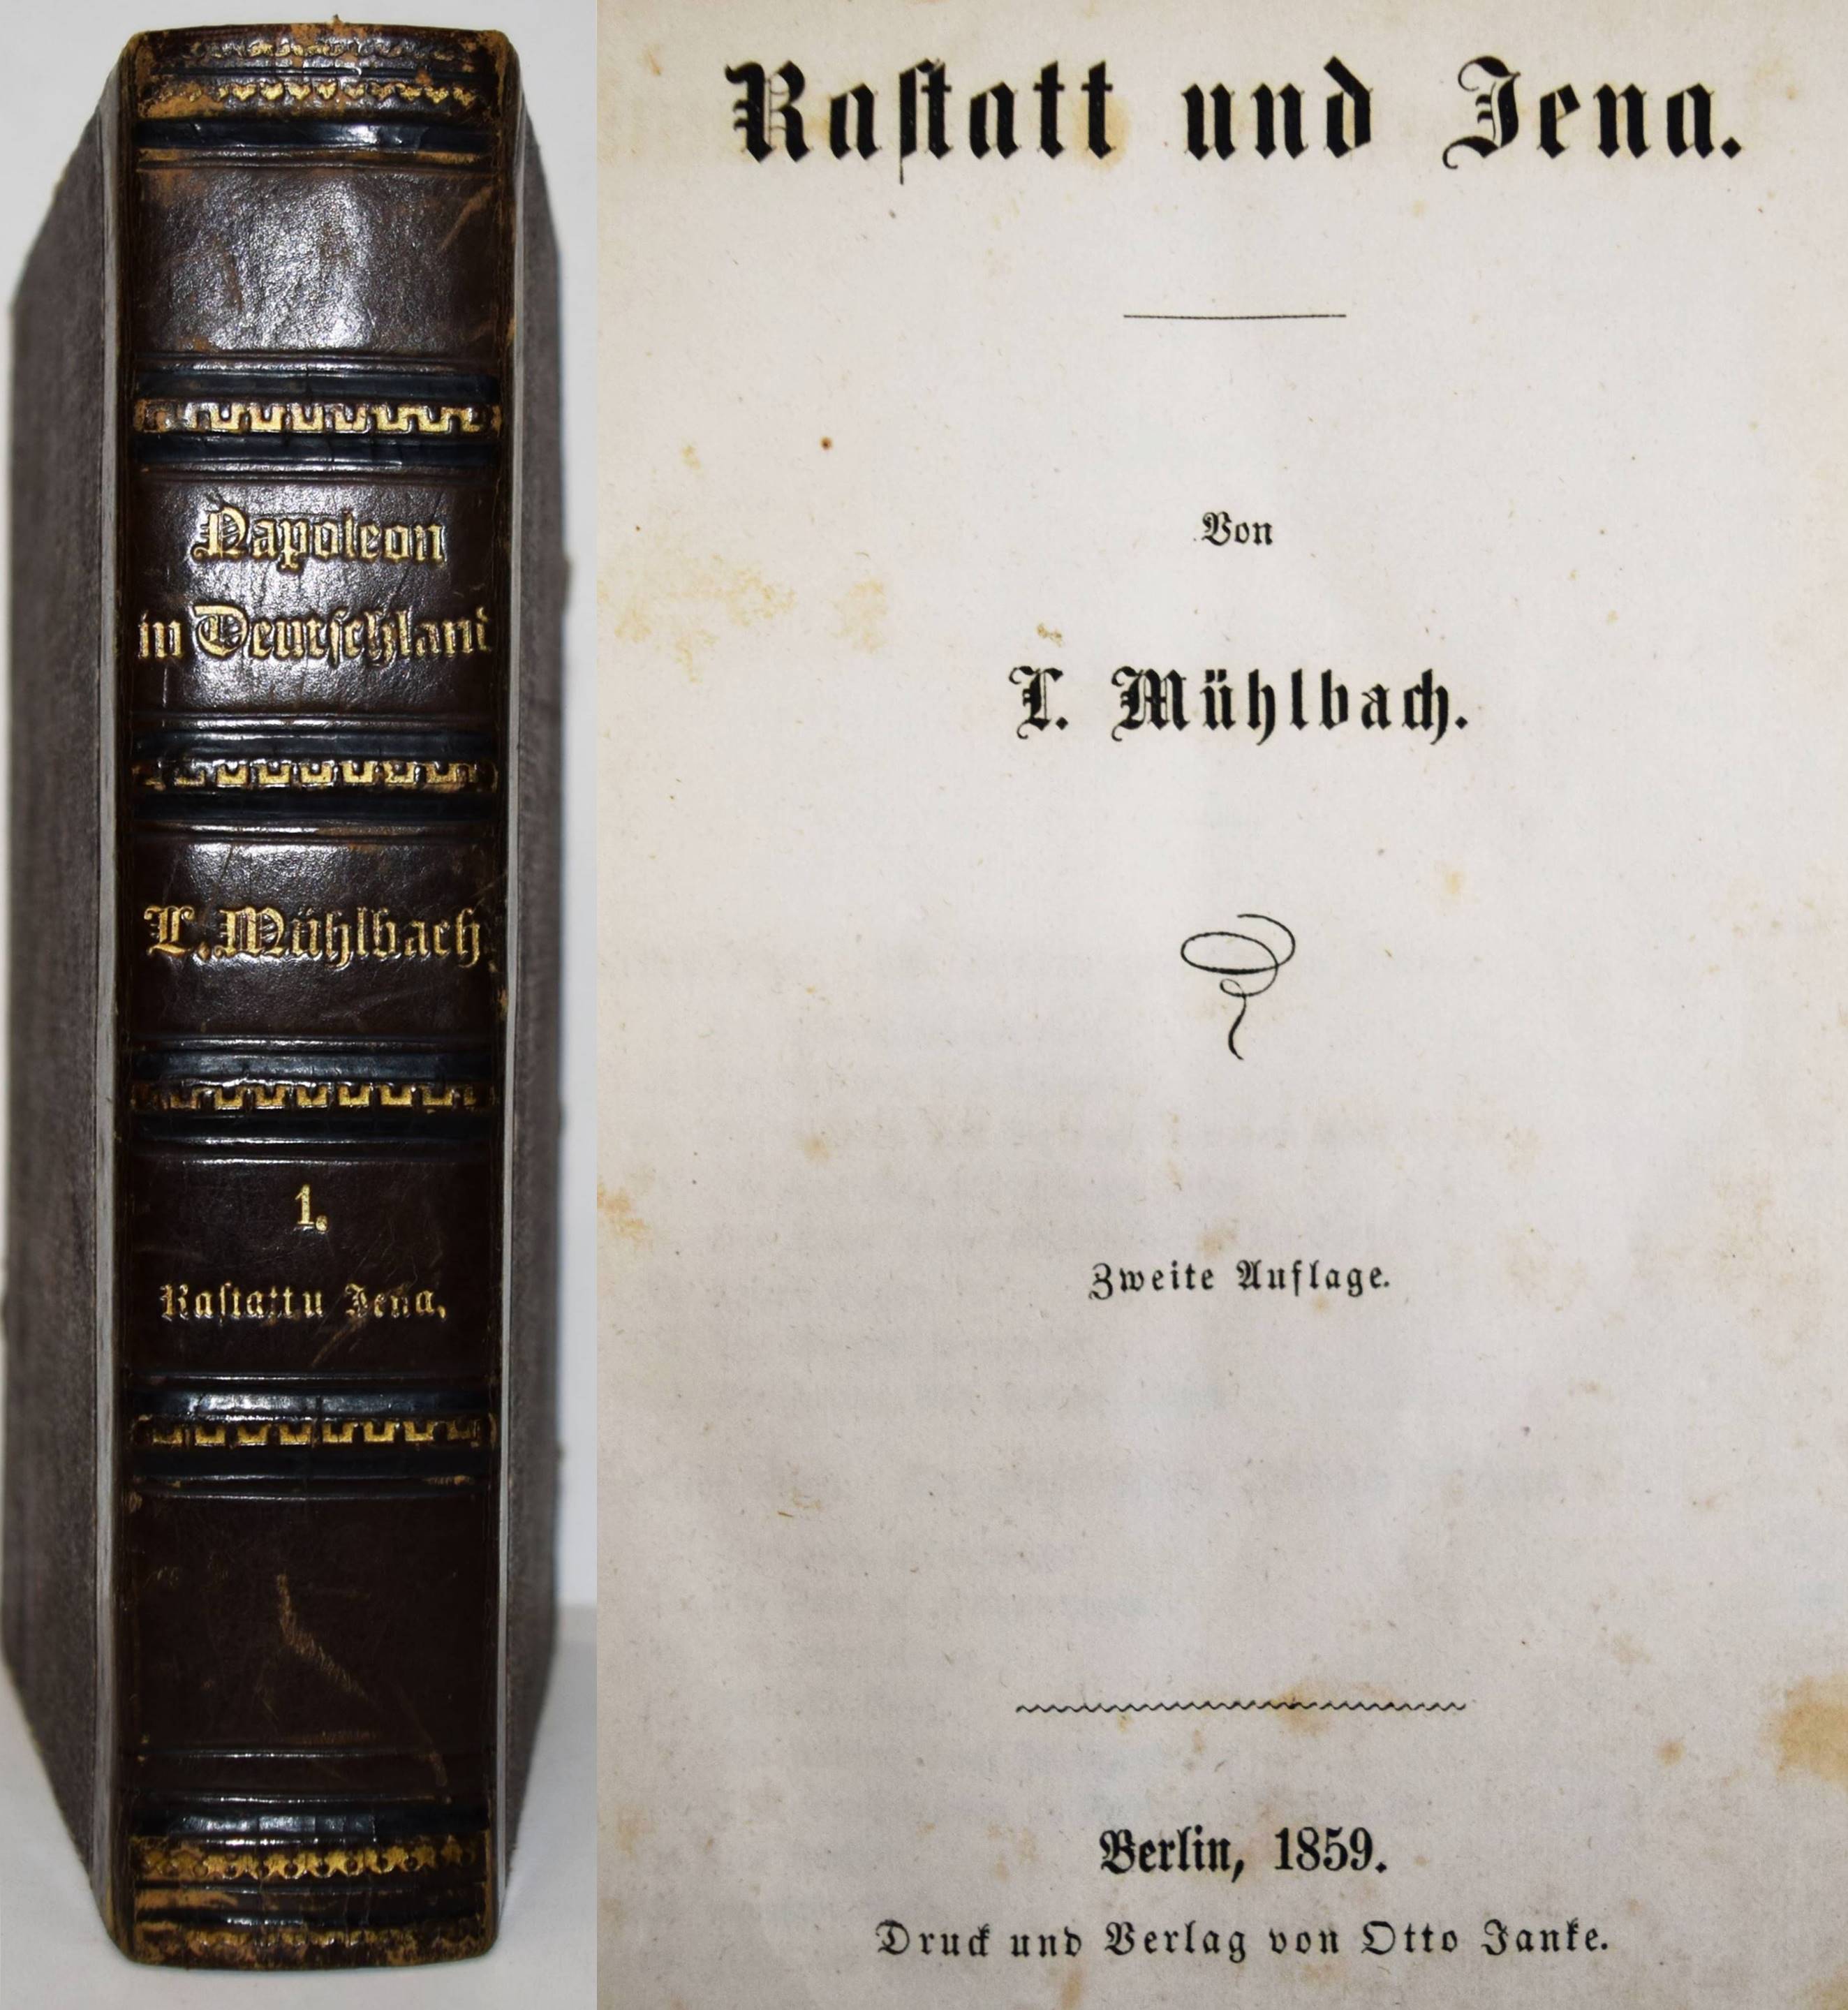 Napoleon
in Deutschland
L. Mühlbach
1.
Rastatt u Jena.
Rastatt und Jena.
Von
L. Mühlbach.
Zweite Auflage.
Berlin, 1859.
Druck und Verlag von Otto Janke.